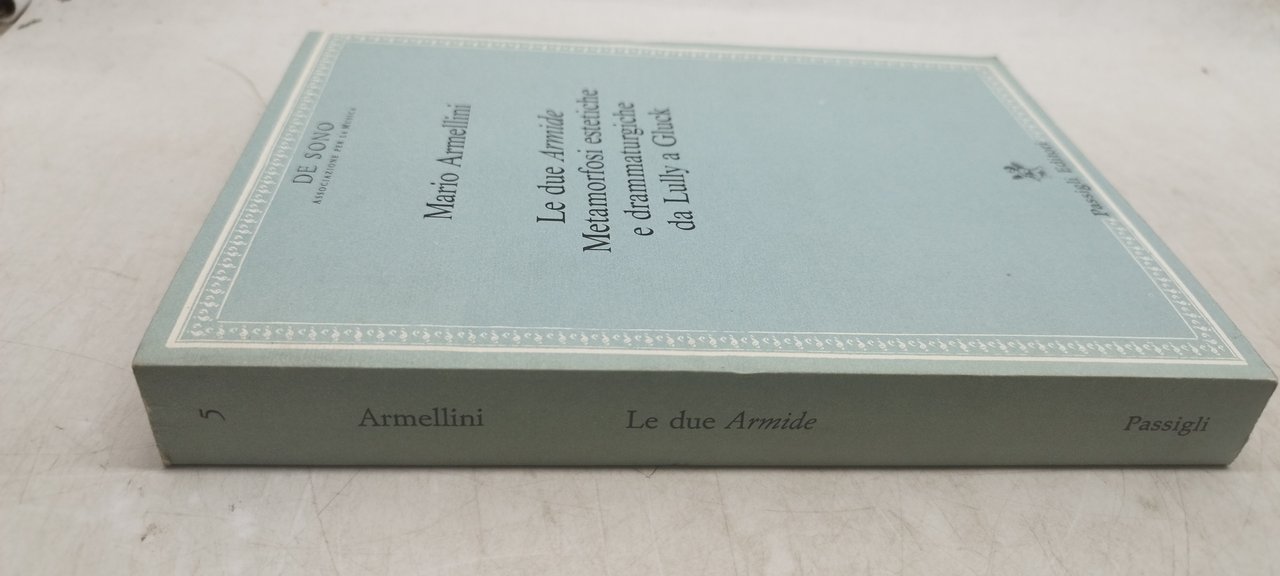 DE SONO
ASSOCIAZIONE PER LA MUSICA
Mario Armellini
Le due Armide
Metamorfosi estetiche
e drammaturgiche
da Lully a Gluck
Passigli Editori
5
Armellini
Le due Armide
Passigli